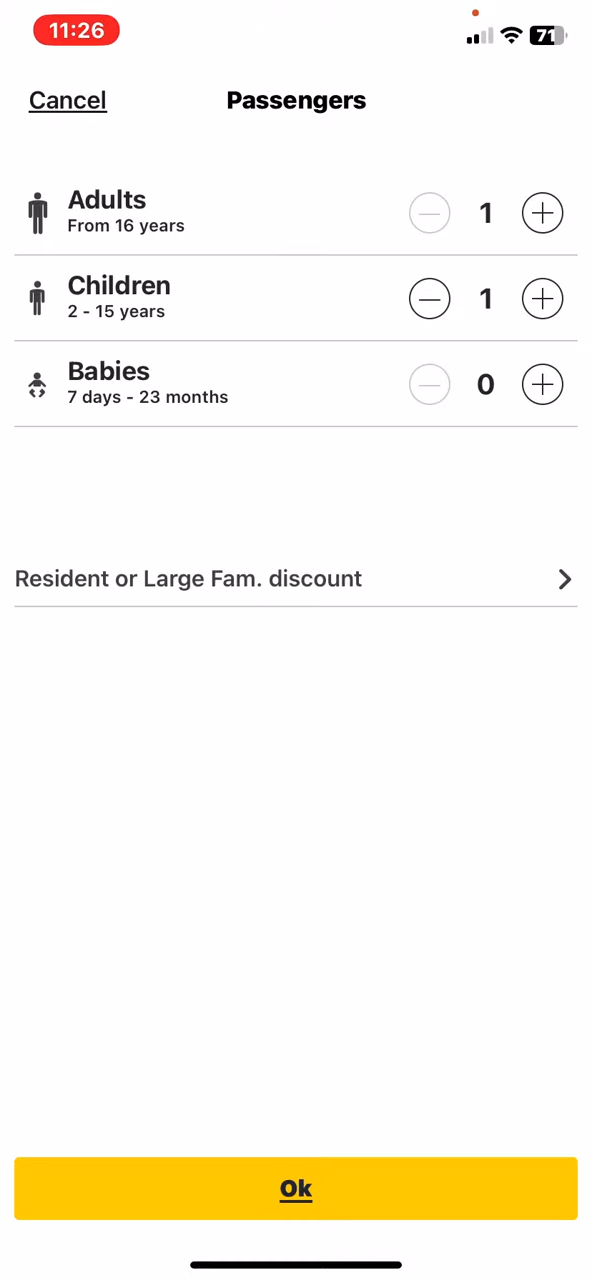 11:26
71
Cancel
Passengers
Adults
From 16 years
1
Children
2 - 15 years
1
Babies
7 days - 23 months
0
Resident or Large Fam. discount
Ok